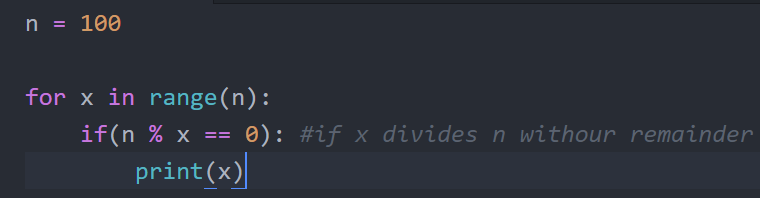 n = 100
for x in range(n):
    if(n % x == 0): #if x divides n withour remainder
        print(x)